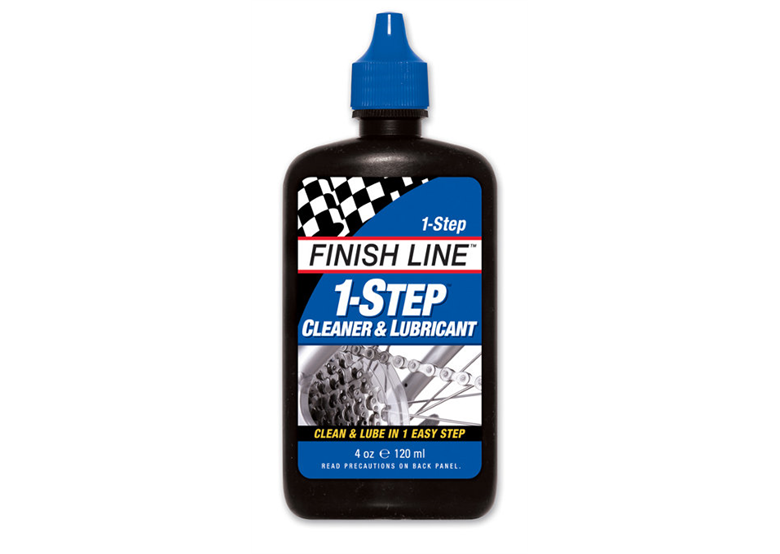 1-Step
FINISH LINE™
1-STEP™
CLEANER & LUBRICANT
CLEAN & LUBE IN 1 EASY STEP
4 oz ℮ 120 ml
READ PRECAUTIONS ON BACK PANEL.